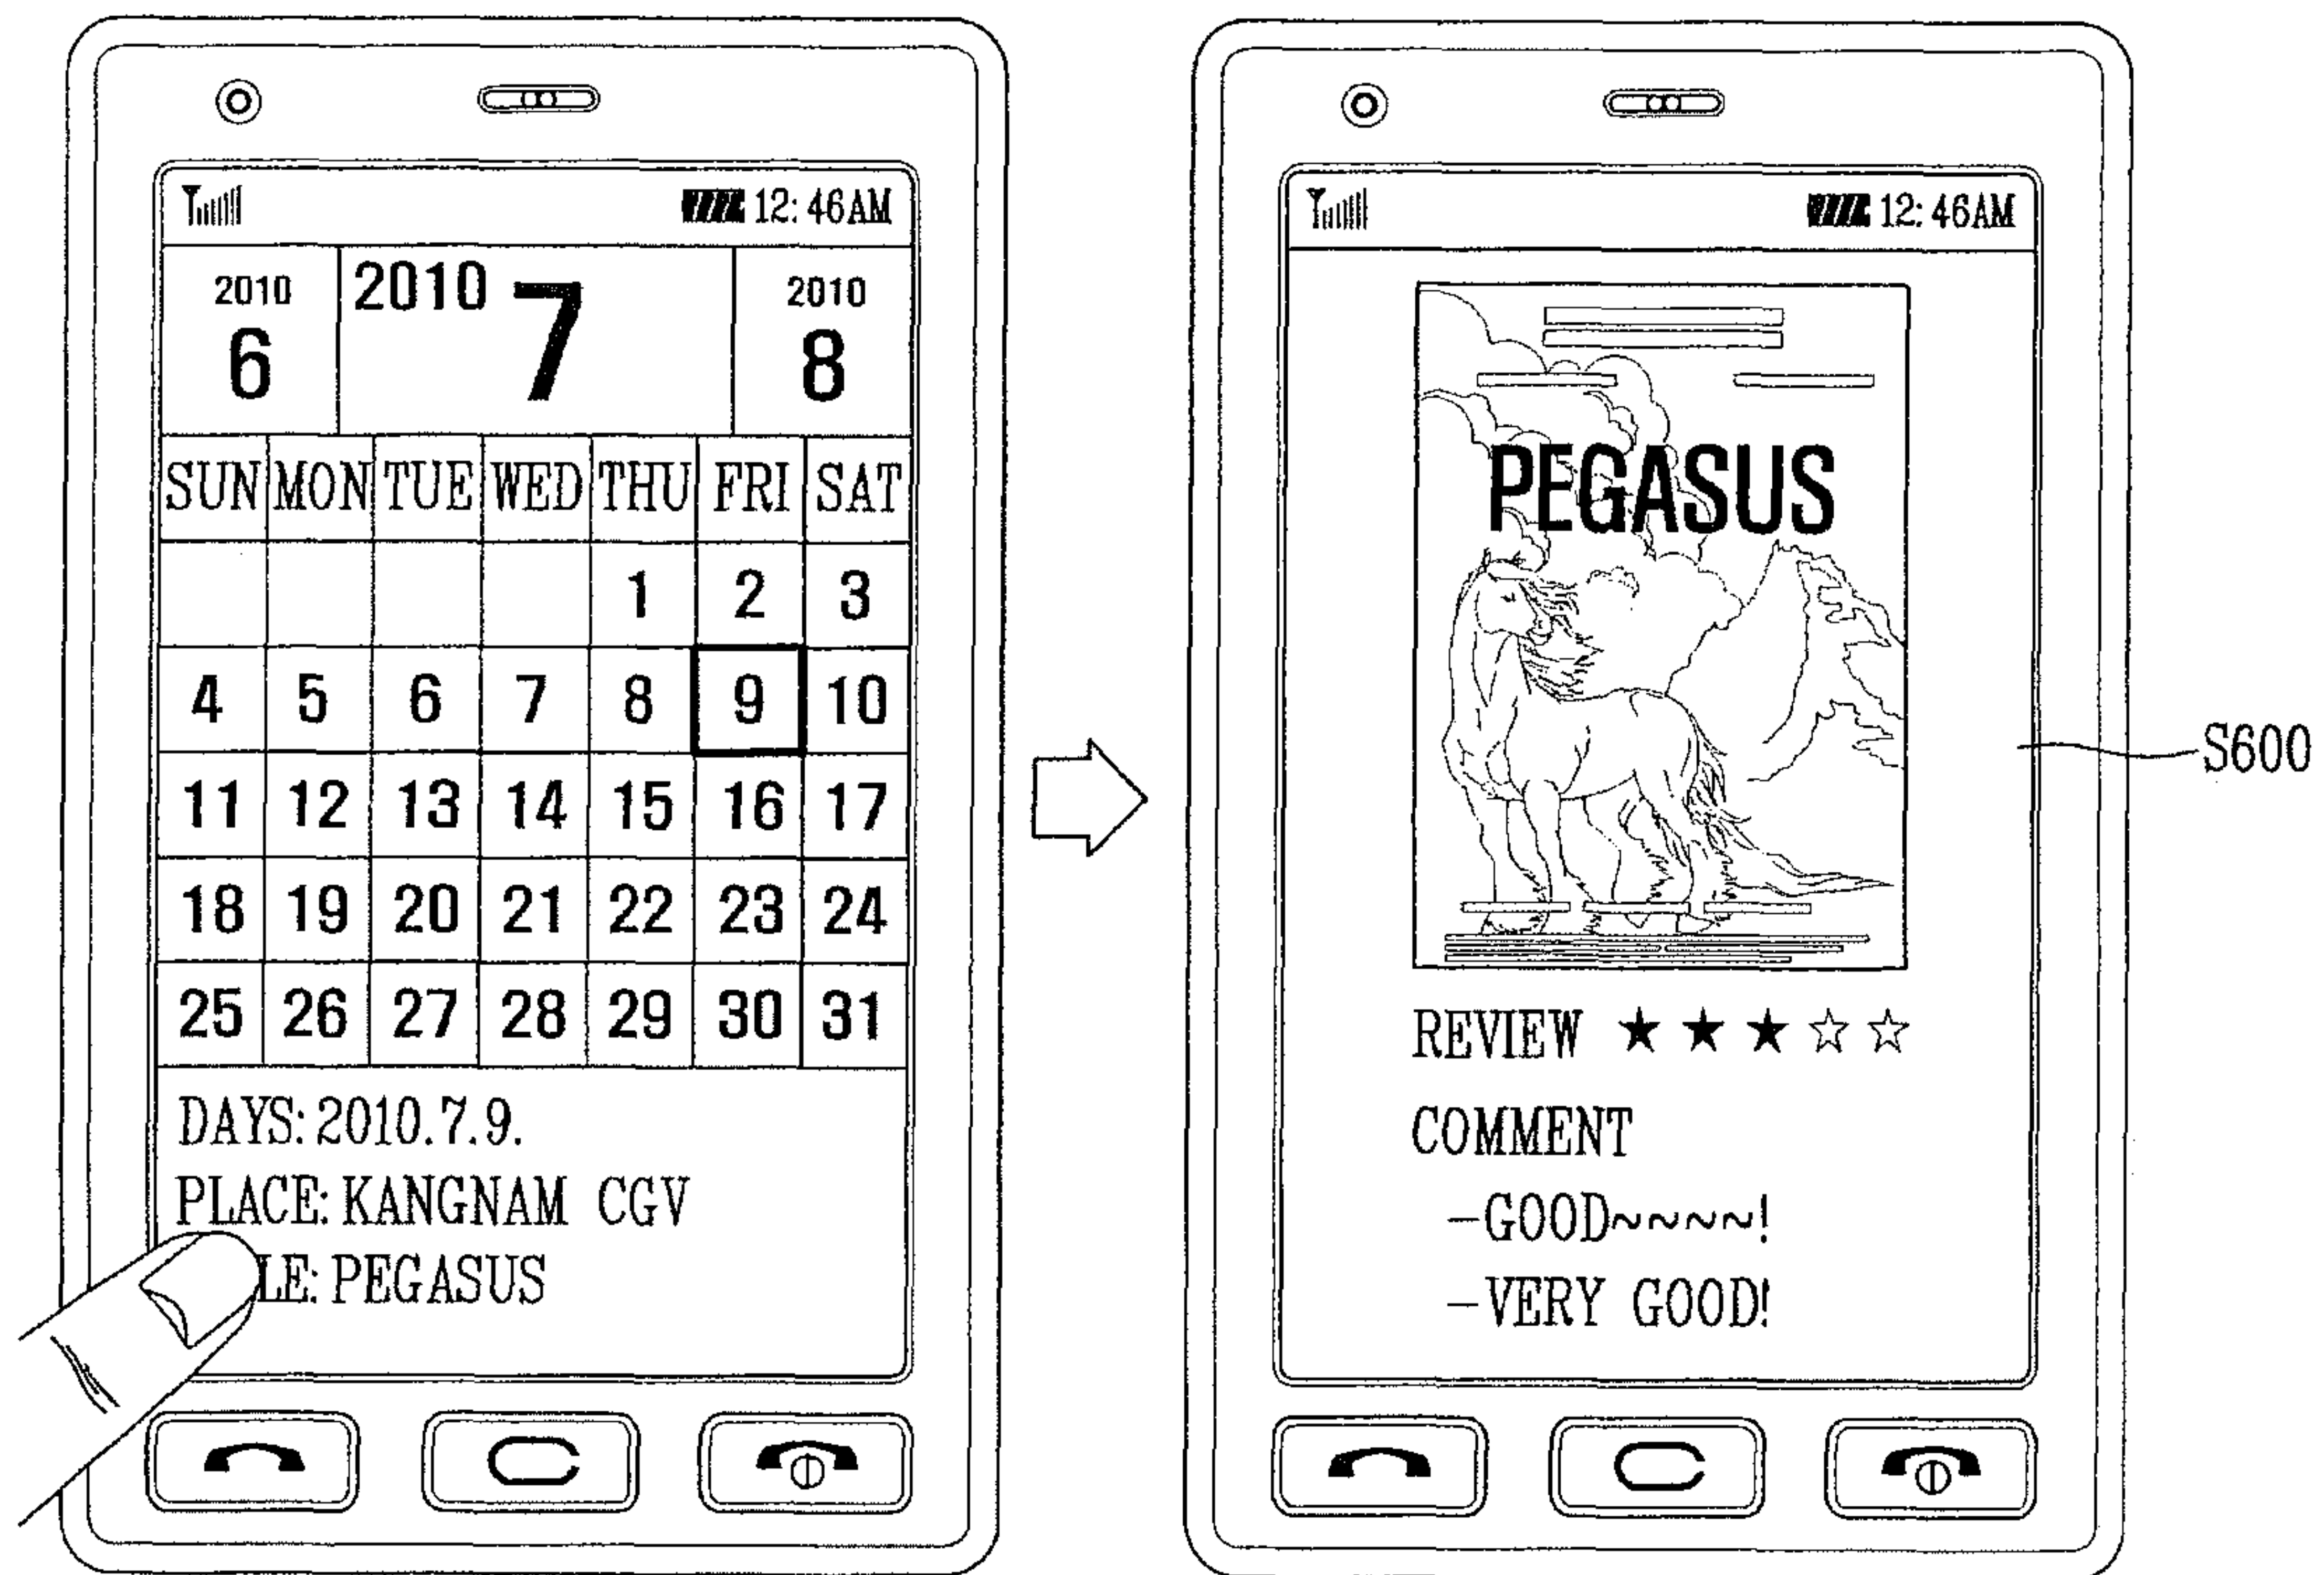 12:46AM
2010 6
2010 7
2010 8
SUN MON TUE WED THU FRI SAT
1 2 3
4 5 6 7 8 9 10
11 12 13 14 15 16 17
18 19 20 21 22 23 24
25 26 27 28 29 30 31
DAYS: 2010.7.9.
PLACE: KANGNAM CGV
LE: PEGASUS
12:46AM
PEGASUS
REVIEW ★★★☆☆
COMMENT
-GOOD~~~~!
-VERY GOOD!
S600